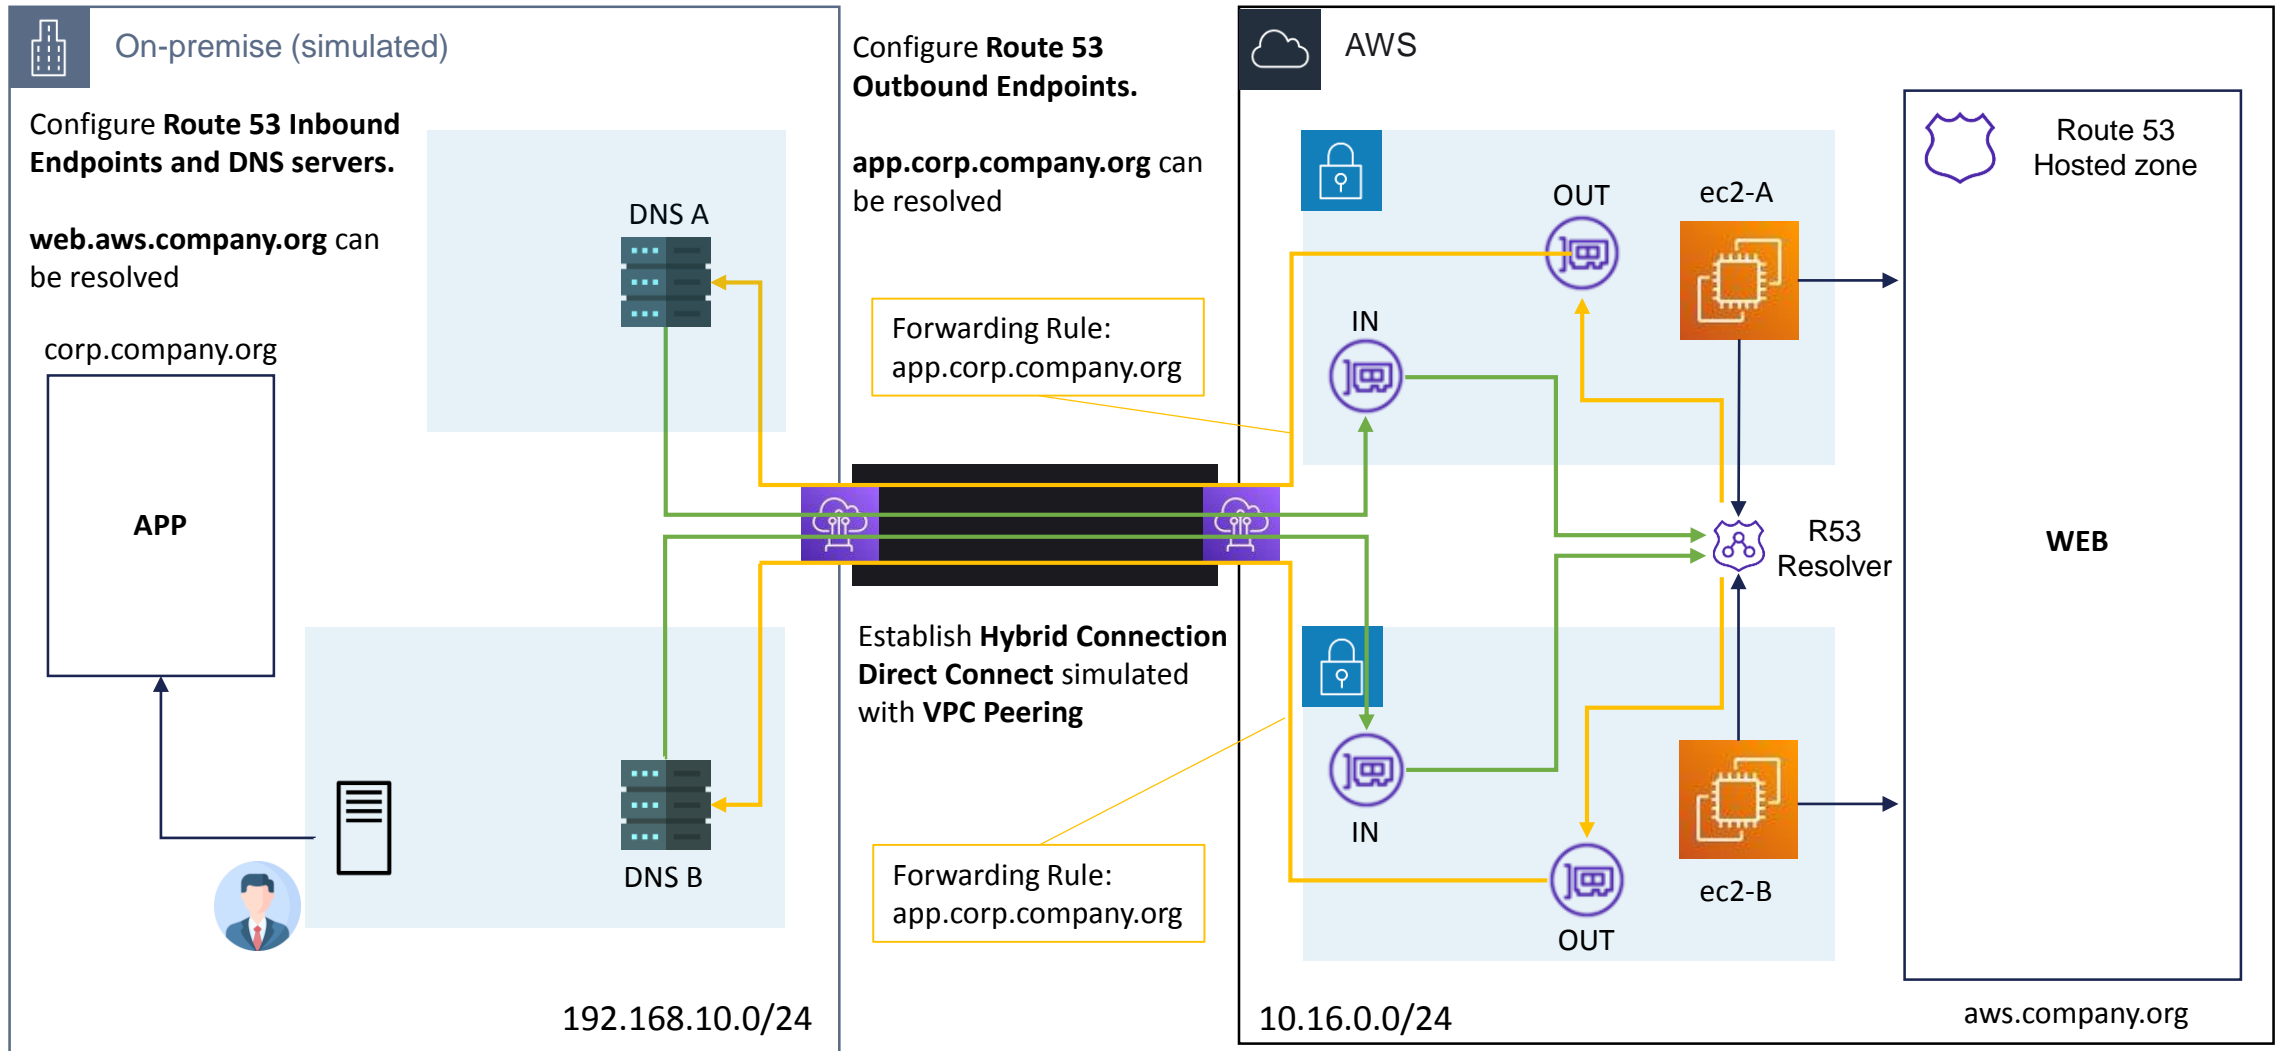 On-premise (simulated)
Configure Route 53 Inbound
Endpoints and DNS servers.
web.aws.company.org can
be resolved
corp.company.org
APP
DNS A
DNS B
192.168.10.0/24
Configure Route 53
Outbound Endpoints.
app.corp.company.org can
be resolved
Forwarding Rule:
app.corp.company.org
Establish Hybrid Connection
Direct Connect simulated
with VPC Peering
Forwarding Rule:
app.corp.company.org
AWS
OUT
ec2-A
IN
R53
Resolver
IN
OUT
ec2-B
10.16.0.0/24
Route 53
Hosted zone
WEB
aws.company.org